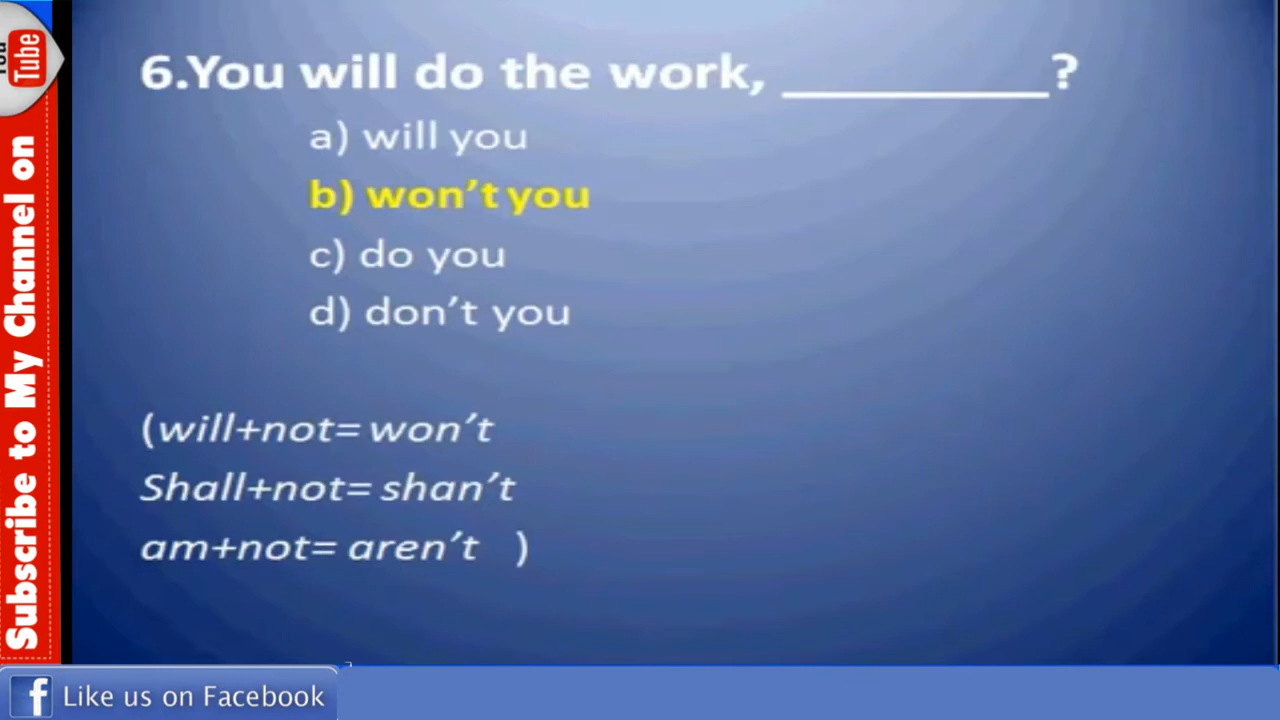 You
Tube
Subscribe to My Channel on
6.You will do the work, __________?
a) will you
b) won't you
c) do you
d) don't you
(will+not= won't
Shall+not= shan't
am+not= aren't )
f Like us on Facebook